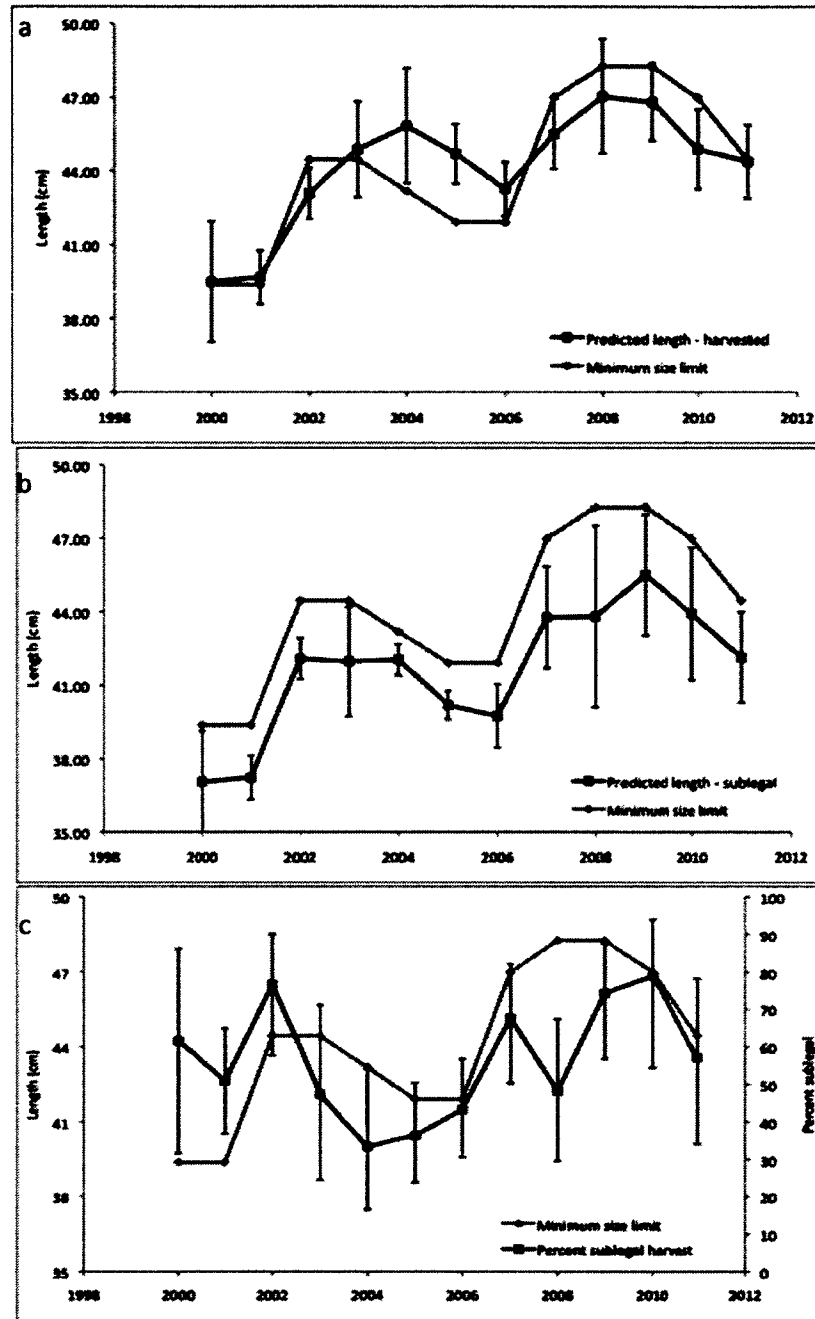 a
50.00
47.00
44.00
41.00
38.00
35.00
Length (cm)
Predicted length - harvested
Minimum size limit
1998 2000 2002 2004 2006 2008 2010 2012
b
50.00
47.00
44.00
41.00
38.00
35.00
Length (cm)
Predicted length - sublegal
Minimum size limit
1998 2000 2002 2004 2006 2008 2010 2012
c
50
47
44
41
38
35
Length (cm)
100
90
80
70
60
50
40
30
20
10
0
Percent sublegal
Minimum size limit
Percent sublegal harvest
1998 2000 2002 2004 2006 2008 2010 2012